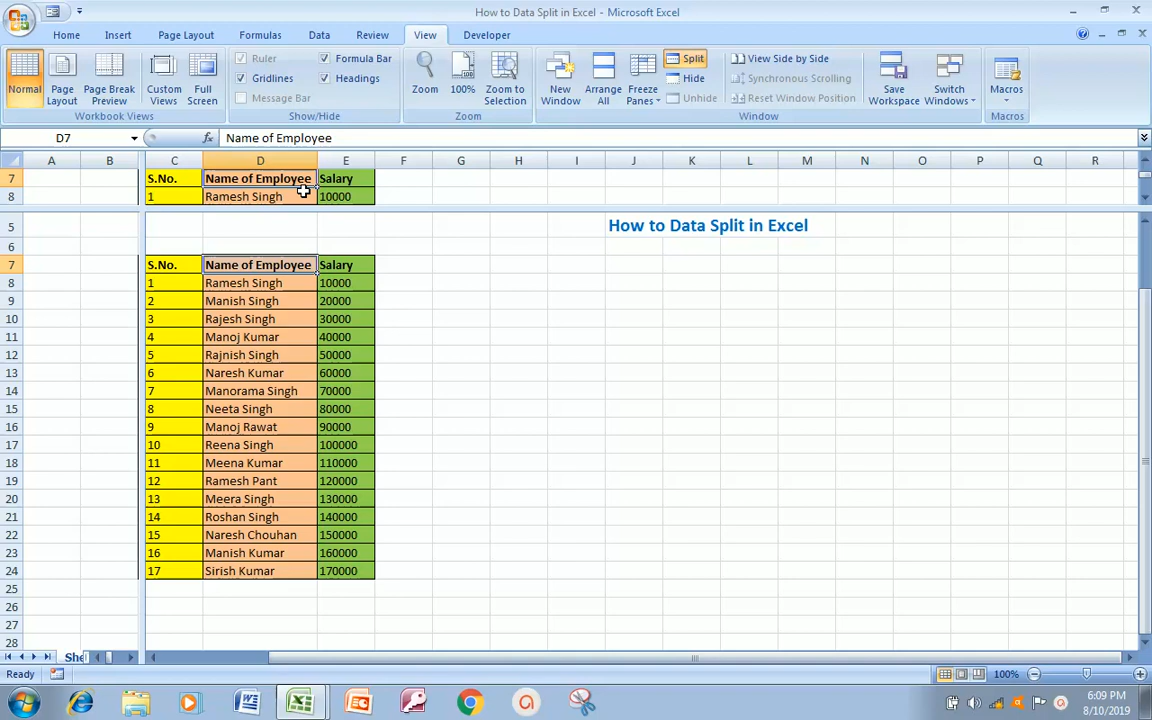 How to Data Split in Excel - Microsoft Excel
Home Insert Page Layout Formulas Data Review View Developer
Normal Page Layout Page Break Preview Custom Views Full Screen
Workbook Views
Ruler Formula Bar
Gridlines Headings
Message Bar
Show/Hide
Zoom 100% Zoom to Selection
Zoom
New Window Arrange All Freeze Panes
Split View Side by Side
Hide Synchronous Scrolling
Unhide Reset Window Position
Window
Save Workspace Switch Windows
Macros
Macros
D7 fx Name of Employee
A B C D E F G H I J K L M N O P Q R
7 S.No. Name of Employee Salary
8 1 Ramesh Singh 10000
5 How to Data Split in Excel
6
7 S.No. Name of Employee Salary
8 1 Ramesh Singh 10000
9 2 Manish Singh 20000
10 3 Rajesh Singh 30000
11 4 Manoj Kumar 40000
12 5 Rajnish Singh 50000
13 6 Naresh Kumar 60000
14 7 Manorama Singh 70000
15 8 Neeta Singh 80000
16 9 Manoj Rawat 90000
17 10 Reena Singh 100000
18 11 Meena Kumar 110000
19 12 Ramesh Pant 120000
20 13 Meera Singh 130000
21 14 Roshan Singh 140000
22 15 Naresh Chouhan 150000
23 16 Manish Kumar 160000
24 17 Sirish Kumar 170000
25
26
27
28
She
Ready 100%
6:09 PM
8/10/2019